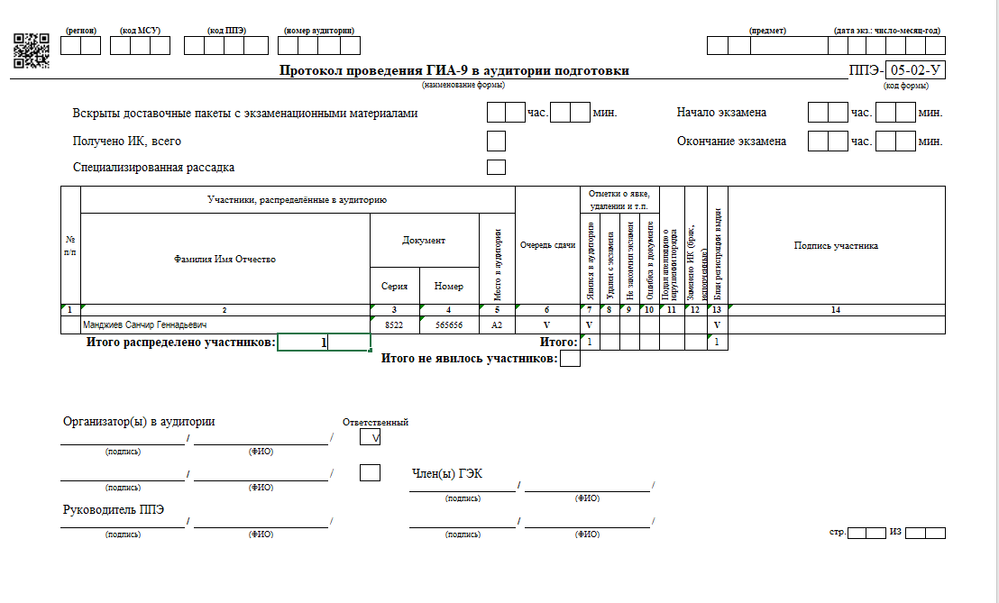 (регион) (код МСУ) (код ППЭ) (номер аудитории) (предмет) (дата экз.: число-месяц-год)
Протокол проведения ГИА-9 в аудитории подготовки ППЭ- 05-02-У
(наименование формы) (код формы)
Вскрыты доставочные пакеты с экзаменационными материалами час. мин. Начало экзамена час. мин.
Получено ИК, всего Окончание экзамена час. мин.
Специализированная рассадка
№ п/п
Участники, распределённые в аудиторию
Фамилия Имя Отчество
Документ
Серия
Номер
Место в аудитории
Очередь сдачи
Отметки о явке, удалении и т.п.
Явился в аудиторию
Удален с экзамена
Не закончил экзамен
Ошибка в документе
Подал апелляцию о нарушении порядка
Заменено ИК (брак, испорченные)
Бланк регистрации выдан
Подпись участника
1 2 3 4 5 6 7 8 9 10 11 12 13 14
Манджиев Санчир Геннадьевич 8522 565656 А2 V V V
Итого распределено участников: 1 Итого: 1 1
Итого не явилось участников:
Организатор(ы) в аудитории Ответственный
/ / V
(подпись) (ФИО)
/ / Член(ы) ГЭК
(подпись) (ФИО)
/ /
(подпись) (ФИО)
Руководитель ППЭ
/ / / /
(подпись) (ФИО) (подпись) (ФИО)
стр. из